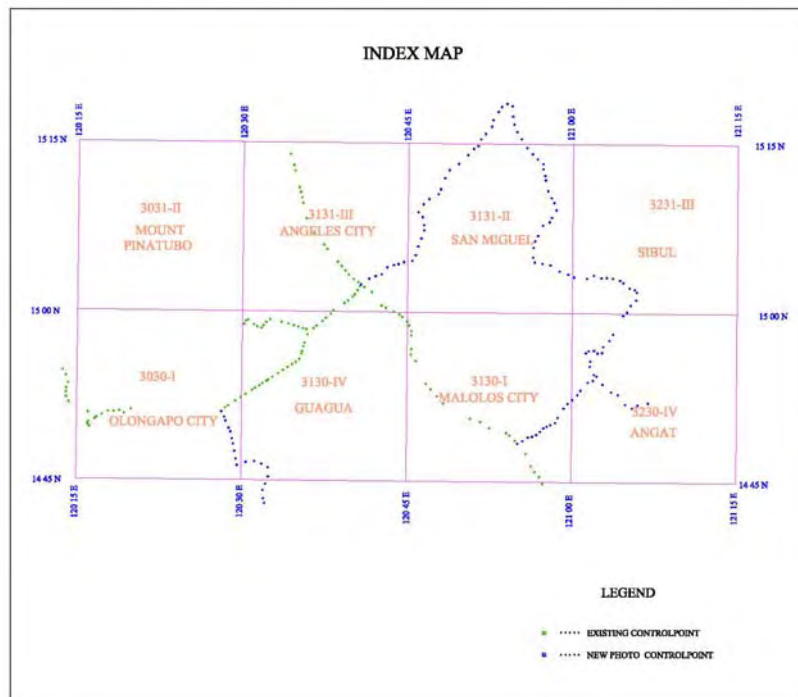 INDEX MAP
120 15 E
120 30 E
120 45 E
121 00 E
121 15 E
15 15 N
15 15 N
3031-II
MOUNT
PINATUBO
3131-III
ANGELES CITY
3131-II
SAN MIGUEL
3231-III
SIBUL
15 00 N
15 00 N
3030-I
OLONGAPO CITY
3130-IV
GUAGUA
3130-I
MALOLOS CITY
3230-IV
ANGAT
14 45 N
14 45 N
120 15 E
120 30 E
120 45 E
121 00 E
121 15 E
LEGEND
EXISTING CONTROLPOINT
NEW PHOTO CONTROLPOINT